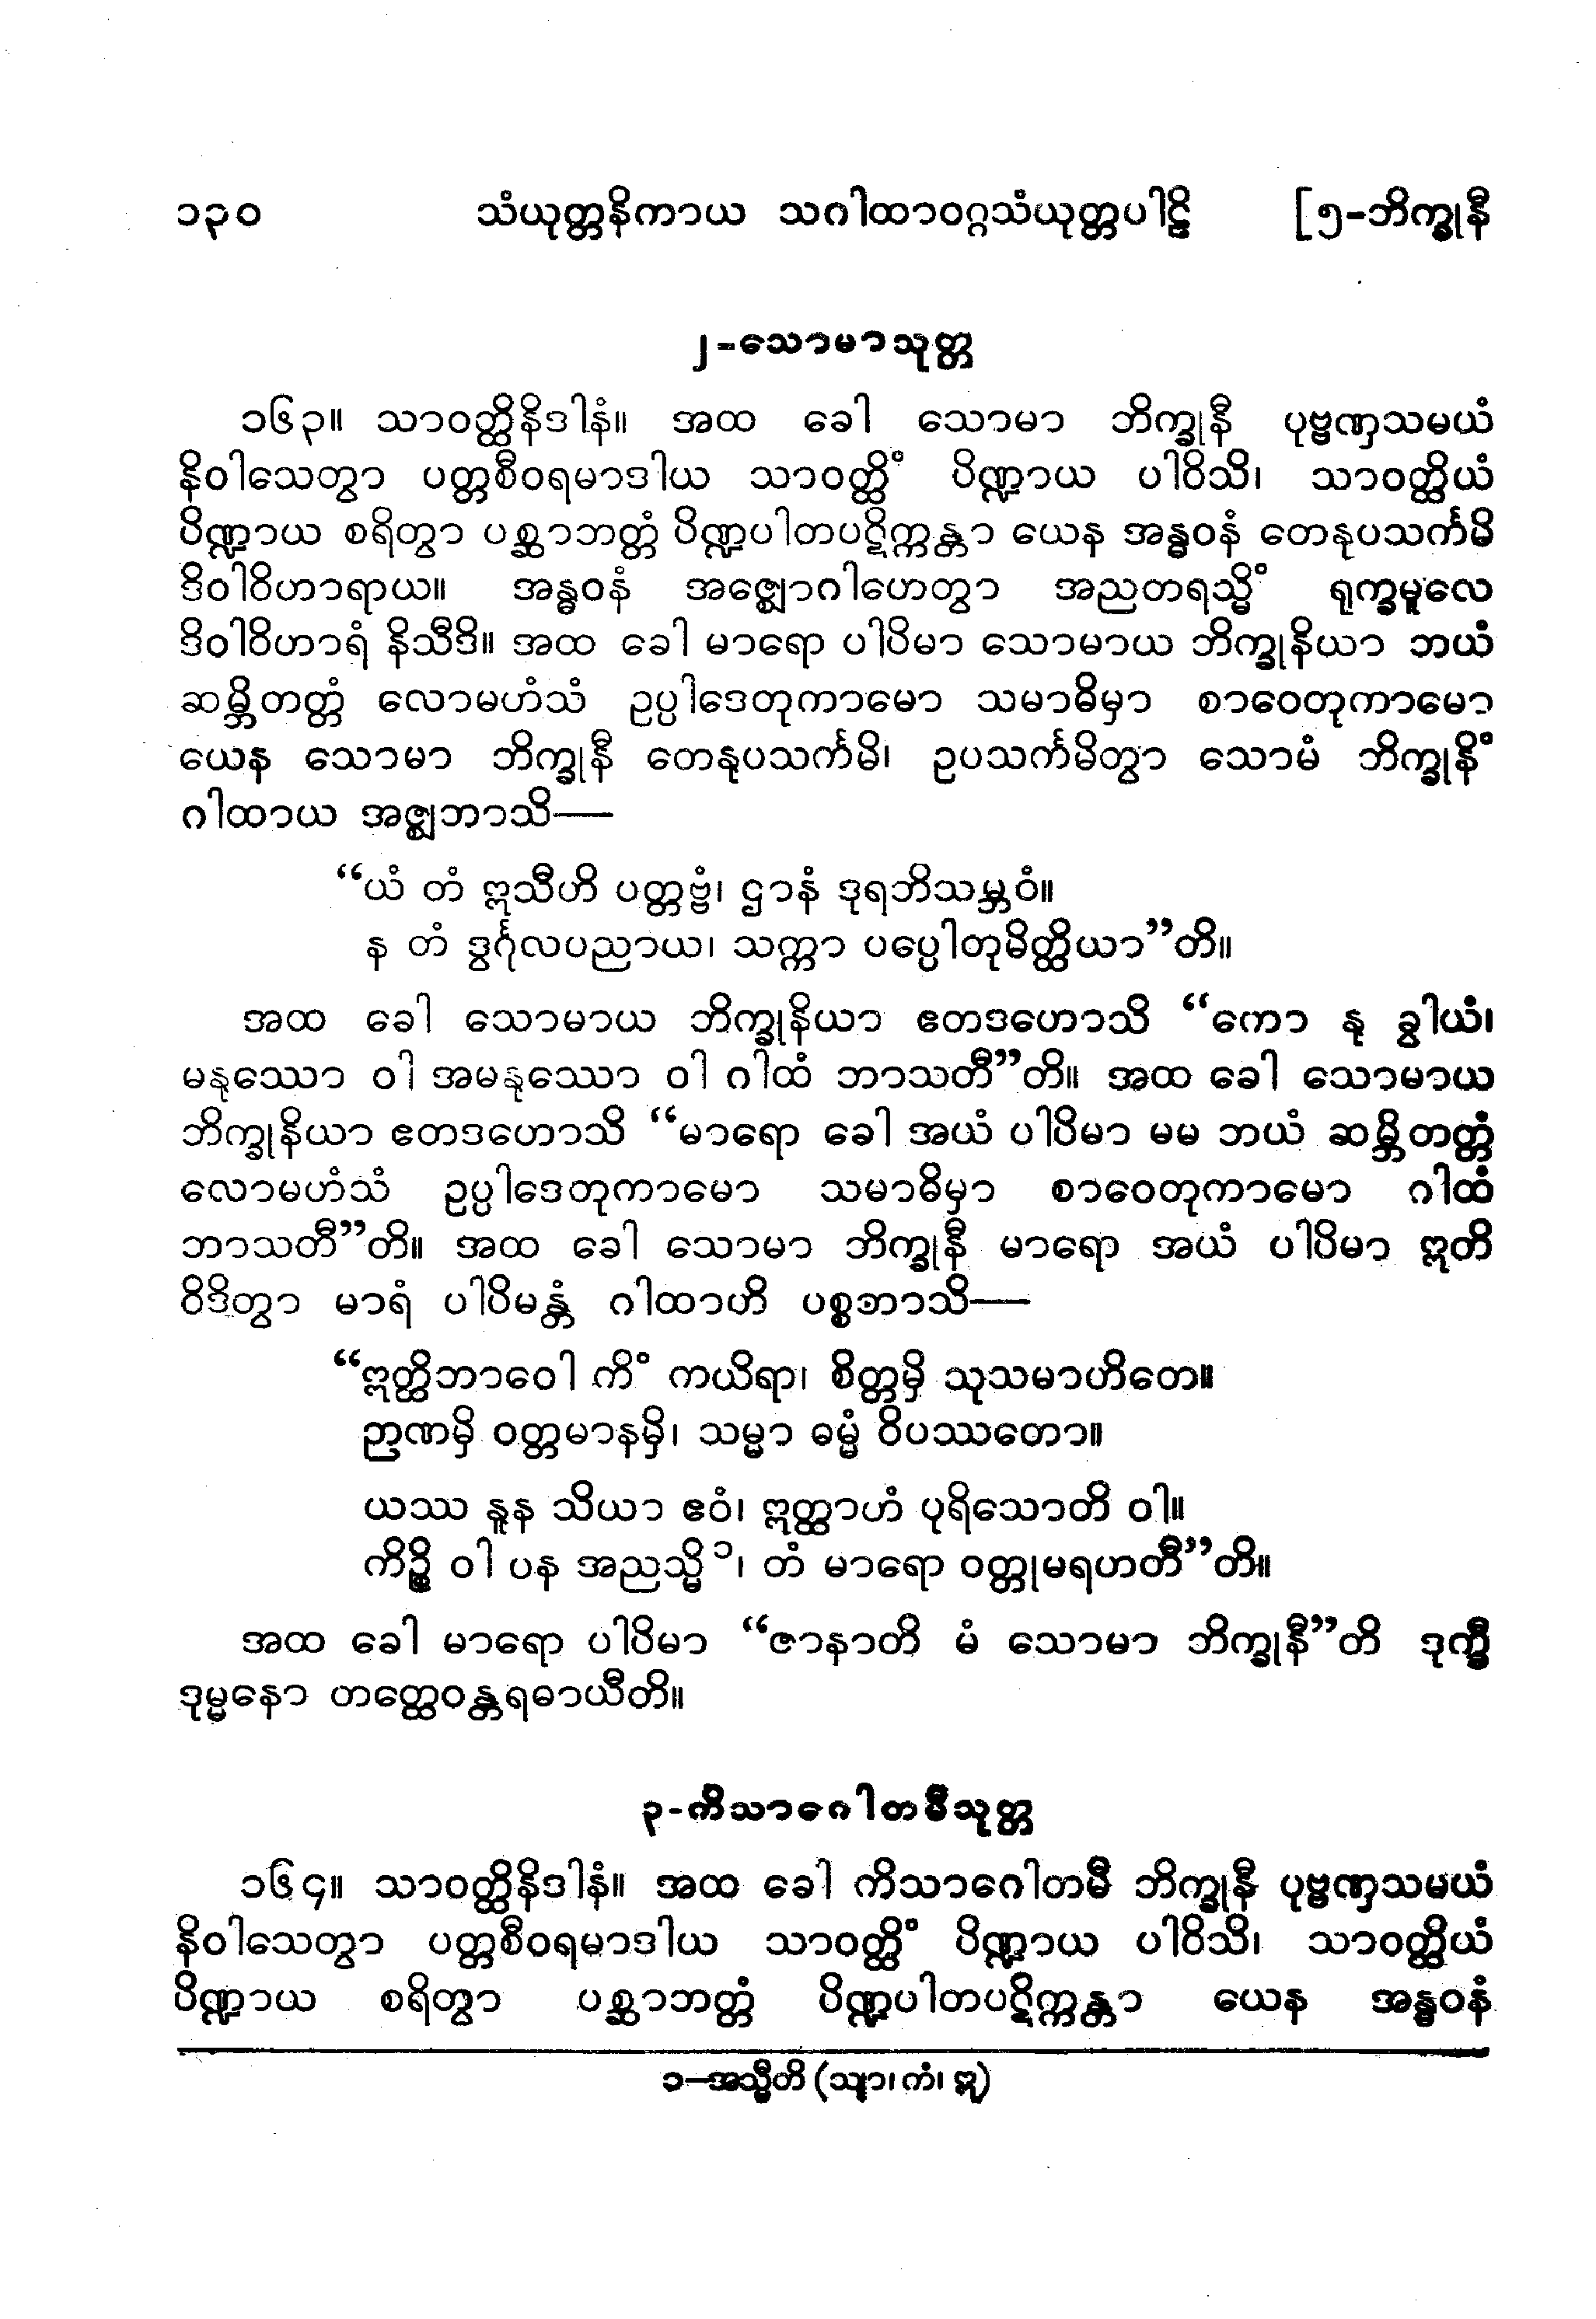 ၁၃၀ သံယုတ္တနိကာယ သဂါထာဝဂ္ဂသံယုတ္တပါဠိ [၅-ဘိက္ခုနီ
၂-သောမာသုတ္တ
၁၆၃။ သာဝတ္ထိနိဒါနံ။ အထ ခေါ သောမာ ဘိက္ခုနီ ပုဗ္ဗဏှသမယံ
နိဝါသေတွာ ပတ္တစီဝရမာဒါယ သာဝတ္ထိံ ပိဏ္ဍာယ ပါဝိသိ၊ သာဝတ္ထိယံ
ပိဏ္ဍာယ စရိတွာ ပစ္ဆာဘတ္တံ ပိဏ္ဍပါတပဋိက္ကန္တာ ယေန အန္ဓဝနံ တေနုပသင်္ကမိ
ဒိဝါဝိဟာရာယ။ အန္ဓဝနံ အဇ္ဈောဂါဟေတွာ အညတရသ္မိံ ရုက္ခမူလေ
ဒိဝါဝိဟာရံ နိသီဒိ။ အထ ခေါ မာရော ပါပိမာ သောမာယ ဘိက္ခုနိယာ ဘယံ
ဆမ္ဘိတတ္တံ လောမဟံသံ ဥပ္ပါဒေတုကာမော သမာဓိမှာ စာဝေတုကာမော
ယေန သောမာ ဘိက္ခုနီ တေနုပသင်္ကမိ၊ ဥပသင်္ကမိတွာ သောမံ ဘိက္ခုနိံ
ဂါထာယ အဇ္ဈဘာသိ—
“ယံ တံ ဣသီဟိ ပတ္တဗ္ဗံ၊ ဌာနံ ဒုရဘိသမ္ဘဝံ။
န တံ ဒွင်္ဂုလပညာယ၊ သက္ကာ ပပ္ပေါတုမိတ္ထိယာ”တိ။
အထ ခေါ သောမာယ ဘိက္ခုနိယာ ဧတဒဟောသိ “ကော နု ခွါယံ၊
မနုဿော ဝါ အမနုဿော ဝါ ဂါထံ ဘာသတီ”တိ။ အထ ခေါ သောမာယ
ဘိက္ခုနိယာ ဧတဒဟောသိ “မာရော ခေါ အယံ ပါပိမာ မမ ဘယံ ဆမ္ဘိတတ္တံ
လောမဟံသံ ဥပ္ပါဒေတုကာမော သမာဓိမှာ စာဝေတုကာမော ဂါထံ
ဘာသတီ”တိ။ အထ ခေါ သောမာ ဘိက္ခုနီ မာရော အယံ ပါပိမာ ဣတိ
ဝိဒိတွာ မာရံ ပါပိမန္တံ ဂါထာဟိ ပစ္စဘာသိ—
“ဣတ္ထိဘာဝေါ ကိံ ကယိရာ၊ စိတ္တမှိ သုသမာဟိတေ။
ဉာဏမှိ ဝတ္တမာနမှိ၊ သမ္မာ ဓမ္မံ ဝိပဿတော။
ယဿ နူန သိယာ ဧဝံ၊ ဣတ္ထာဟံ ပုရိသောတိ ဝါ။
ကိဉ္စိ ဝါ ပန အညသ္မိ ၁၊ တံ မာရော ဝတ္တုမရဟတီ”တိ။
အထ ခေါ မာရော ပါပိမာ “ဇာနာတိ မံ သောမာ ဘိက္ခုနီ”တိ ဒုက္ခီ
ဒုမ္မနော တတ္ထေဝန္တရဓာယီတိ။
၃-ကိသာဂေါတမီသုတ္တ
၁၆၄။ သာဝတ္ထိနိဒါနံ။ အထ ခေါ ကိသာဂေါတမီ ဘိက္ခုနီ ပုဗ္ဗဏှသမယံ
နိဝါသေတွာ ပတ္တစီဝရမာဒါယ သာဝတ္ထိံ ပိဏ္ဍာယ ပါဝိသိ၊ သာဝတ္ထိယံ
ပိဏ္ဍာယ စရိတွာ ပစ္ဆာဘတ္တံ ပိဏ္ဍပါတပဋိက္ကန္တာ ယေန အန္ဓဝနံ
၁—အသ္မီတိ (သျာ၊ ကံ၊ ဣ)